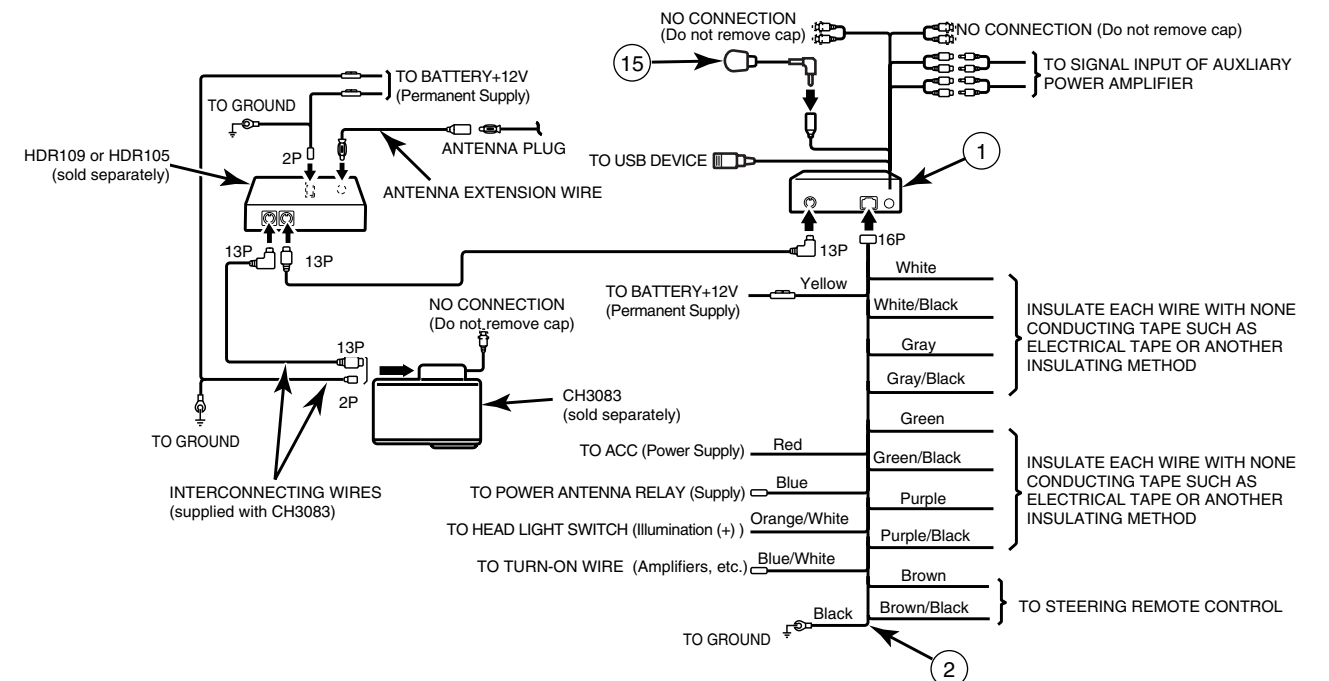 NO CONNECTION
(Do not remove cap)
NO CONNECTION (Do not remove cap)
15
TO SIGNAL INPUT OF AUXLIARY
POWER AMPLIFIER
TO BATTERY+12V
(Permanent Supply)
TO GROUND
ANTENNA PLUG
2P
HDR109 or HDR105
(sold separately)
ANTENNA EXTENSION WIRE
TO USB DEVICE
1
13P
13P
13P
16P
White
Yellow
TO BATTERY+12V
(Permanent Supply)
White/Black
Gray
Gray/Black
INSULATE EACH WIRE WITH NONE
CONDUCTING TAPE SUCH AS
ELECTRICAL TAPE OR ANOTHER
INSULATING METHOD
NO CONNECTION
(Do not remove cap)
13P
2P
CH3083
(sold separately)
TO GROUND
INTERCONNECTING WIRES
(supplied with CH3083)
Green
Red
TO ACC (Power Supply)
Green/Black
Blue
TO POWER ANTENNA RELAY (Supply)
Purple
Orange/White
TO HEAD LIGHT SWITCH (Illumination (+) )
Purple/Black
INSULATE EACH WIRE WITH NONE
CONDUCTING TAPE SUCH AS
ELECTRICAL TAPE OR ANOTHER
INSULATING METHOD
Blue/White
TO TURN-ON WIRE (Amplifiers, etc.)
Brown
Brown/Black
TO STEERING REMOTE CONTROL
Black
TO GROUND
2